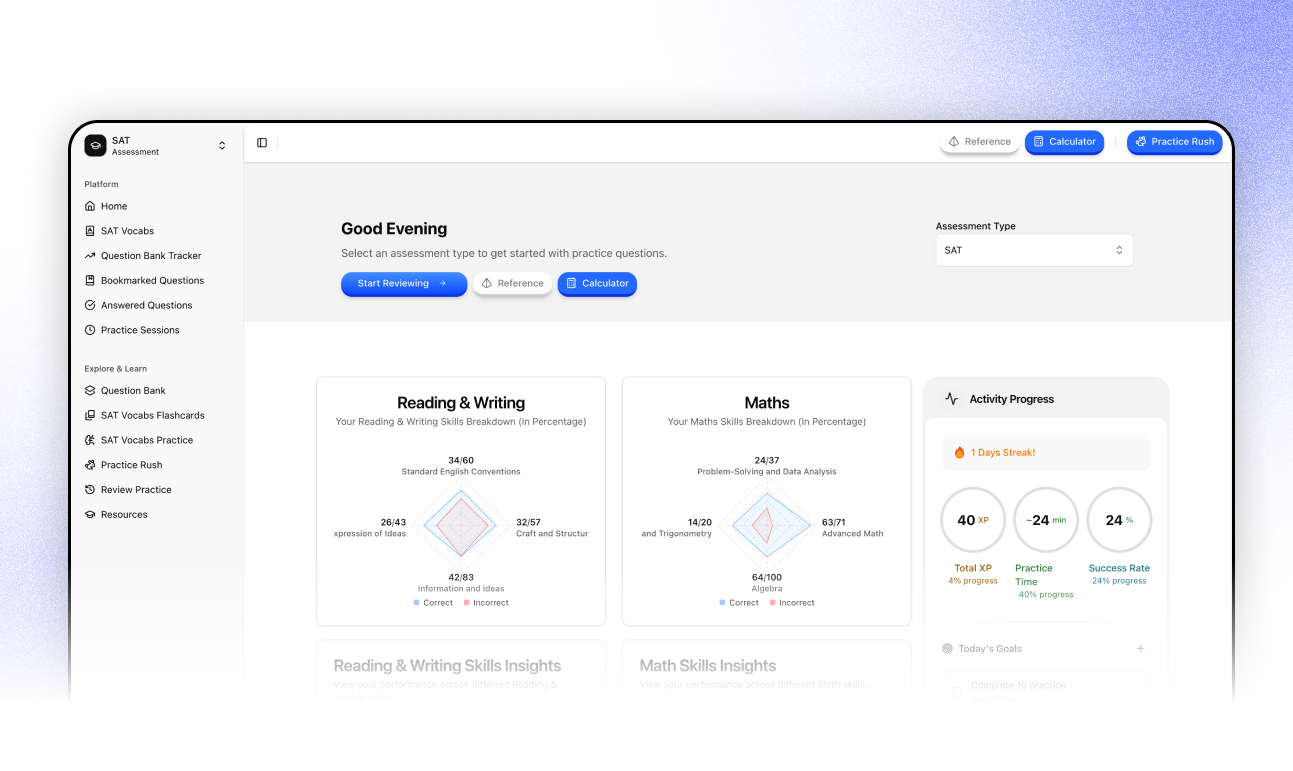 SAT
Assessment
Platform
Home
SAT Vocabs
Question Bank Tracker
Bookmarked Questions
Answered Questions
Practice Sessions
Explore & Learn
Question Bank
SAT Vocabs Flashcards
SAT Vocabs Practice
Practice Rush
Review Practice
Resources
Reference
Calculator
Practice Rush
Good Evening
Select an assessment type to get started with practice questions.
Start Reviewing →
Reference
Calculator
Assessment Type
SAT
Reading & Writing
Your Reading & Writing Skills Breakdown (In Percentage)
34/60
Standard English Conventions
26/43
xpression of Ideas
32/57
Craft and Structur
42/83
Information and Ideas
Correct
Incorrect
Maths
Your Maths Skills Breakdown (In Percentage)
24/37
Problem-Solving and Data Analysis
14/20
and Trigonometry
63/71
Advanced Math
64/100
Algebra
Correct
Incorrect
Activity Progress
1 Days Streak!
40 XP
~24 min
24 %
Total XP
4% progress
Practice
Time
40% progress
Success Rate
24% progress
Today's Goals
+
Complete 10 practice
Reading & Writing Skills Insights
View your performance across different Reading &
Math Skills Insights
View your performance across different Math skills.